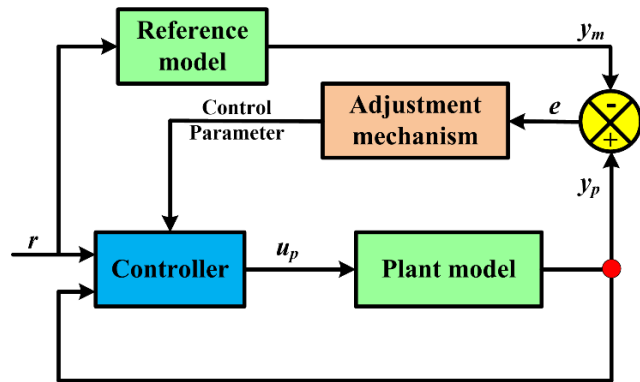 Reference
model
y_m
-
Control
Parameter
Adjustment
mechanism
e
+
y_p
r
Controller
u_p
Plant model